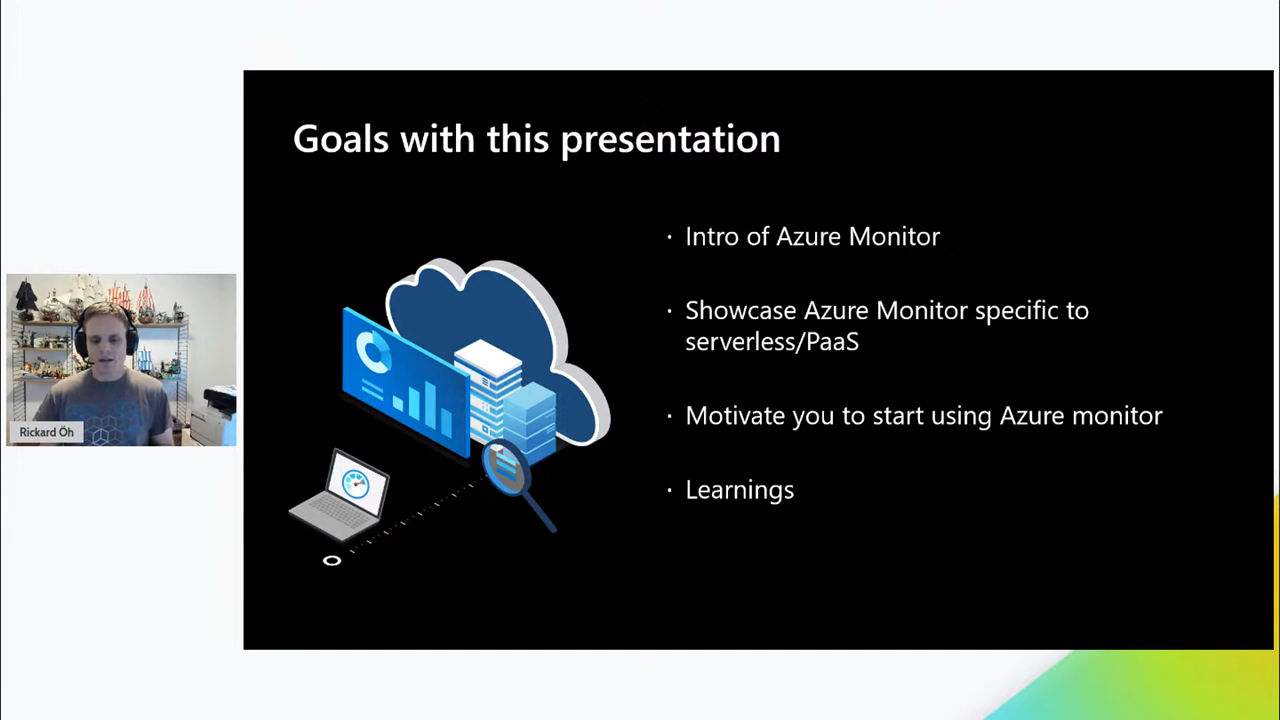 Goals with this presentation
· Intro of Azure Monitor
· Showcase Azure Monitor specific to
serverless/PaaS
· Motivate you to start using Azure monitor
· Learnings
Rickard Öh